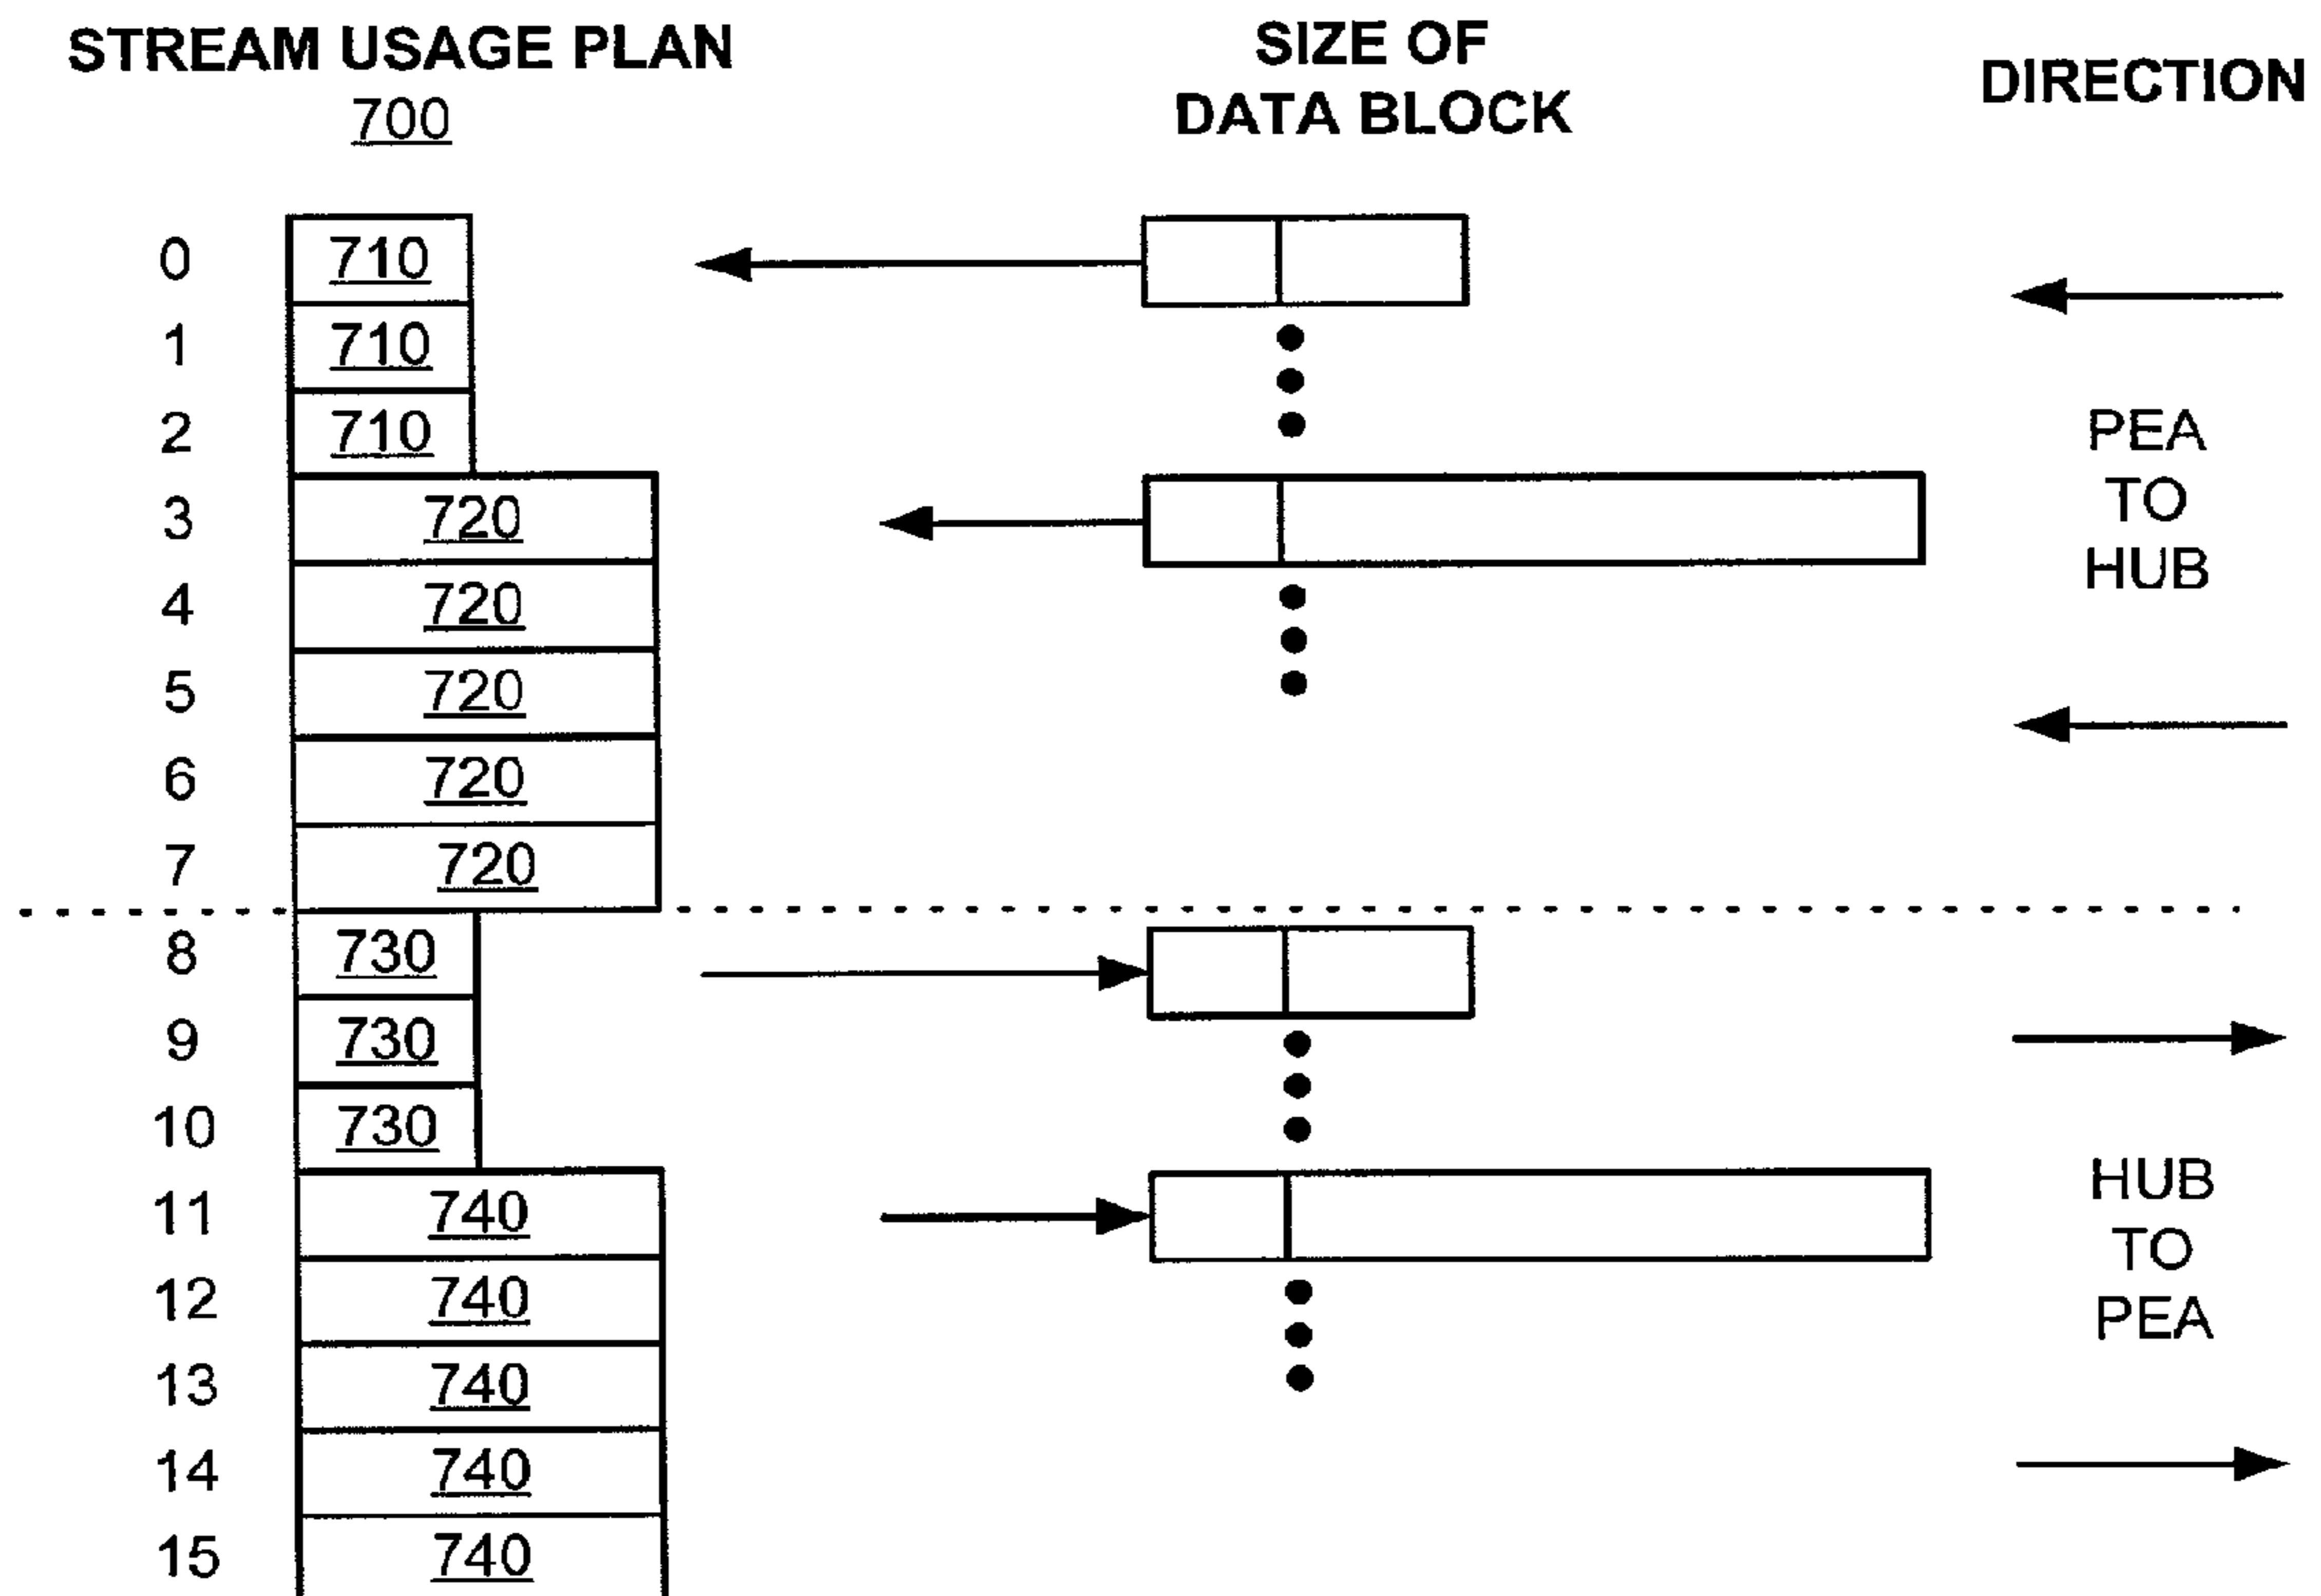 STREAM USAGE PLAN
700
SIZE OF
DATA BLOCK
DIRECTION
0 710
1 710
2 710
3 720
4 720
5 720
6 720
7 720
PEA
TO
HUB
8 730
9 730
10 730
11 740
12 740
13 740
14 740
15 740
HUB
TO
PEA